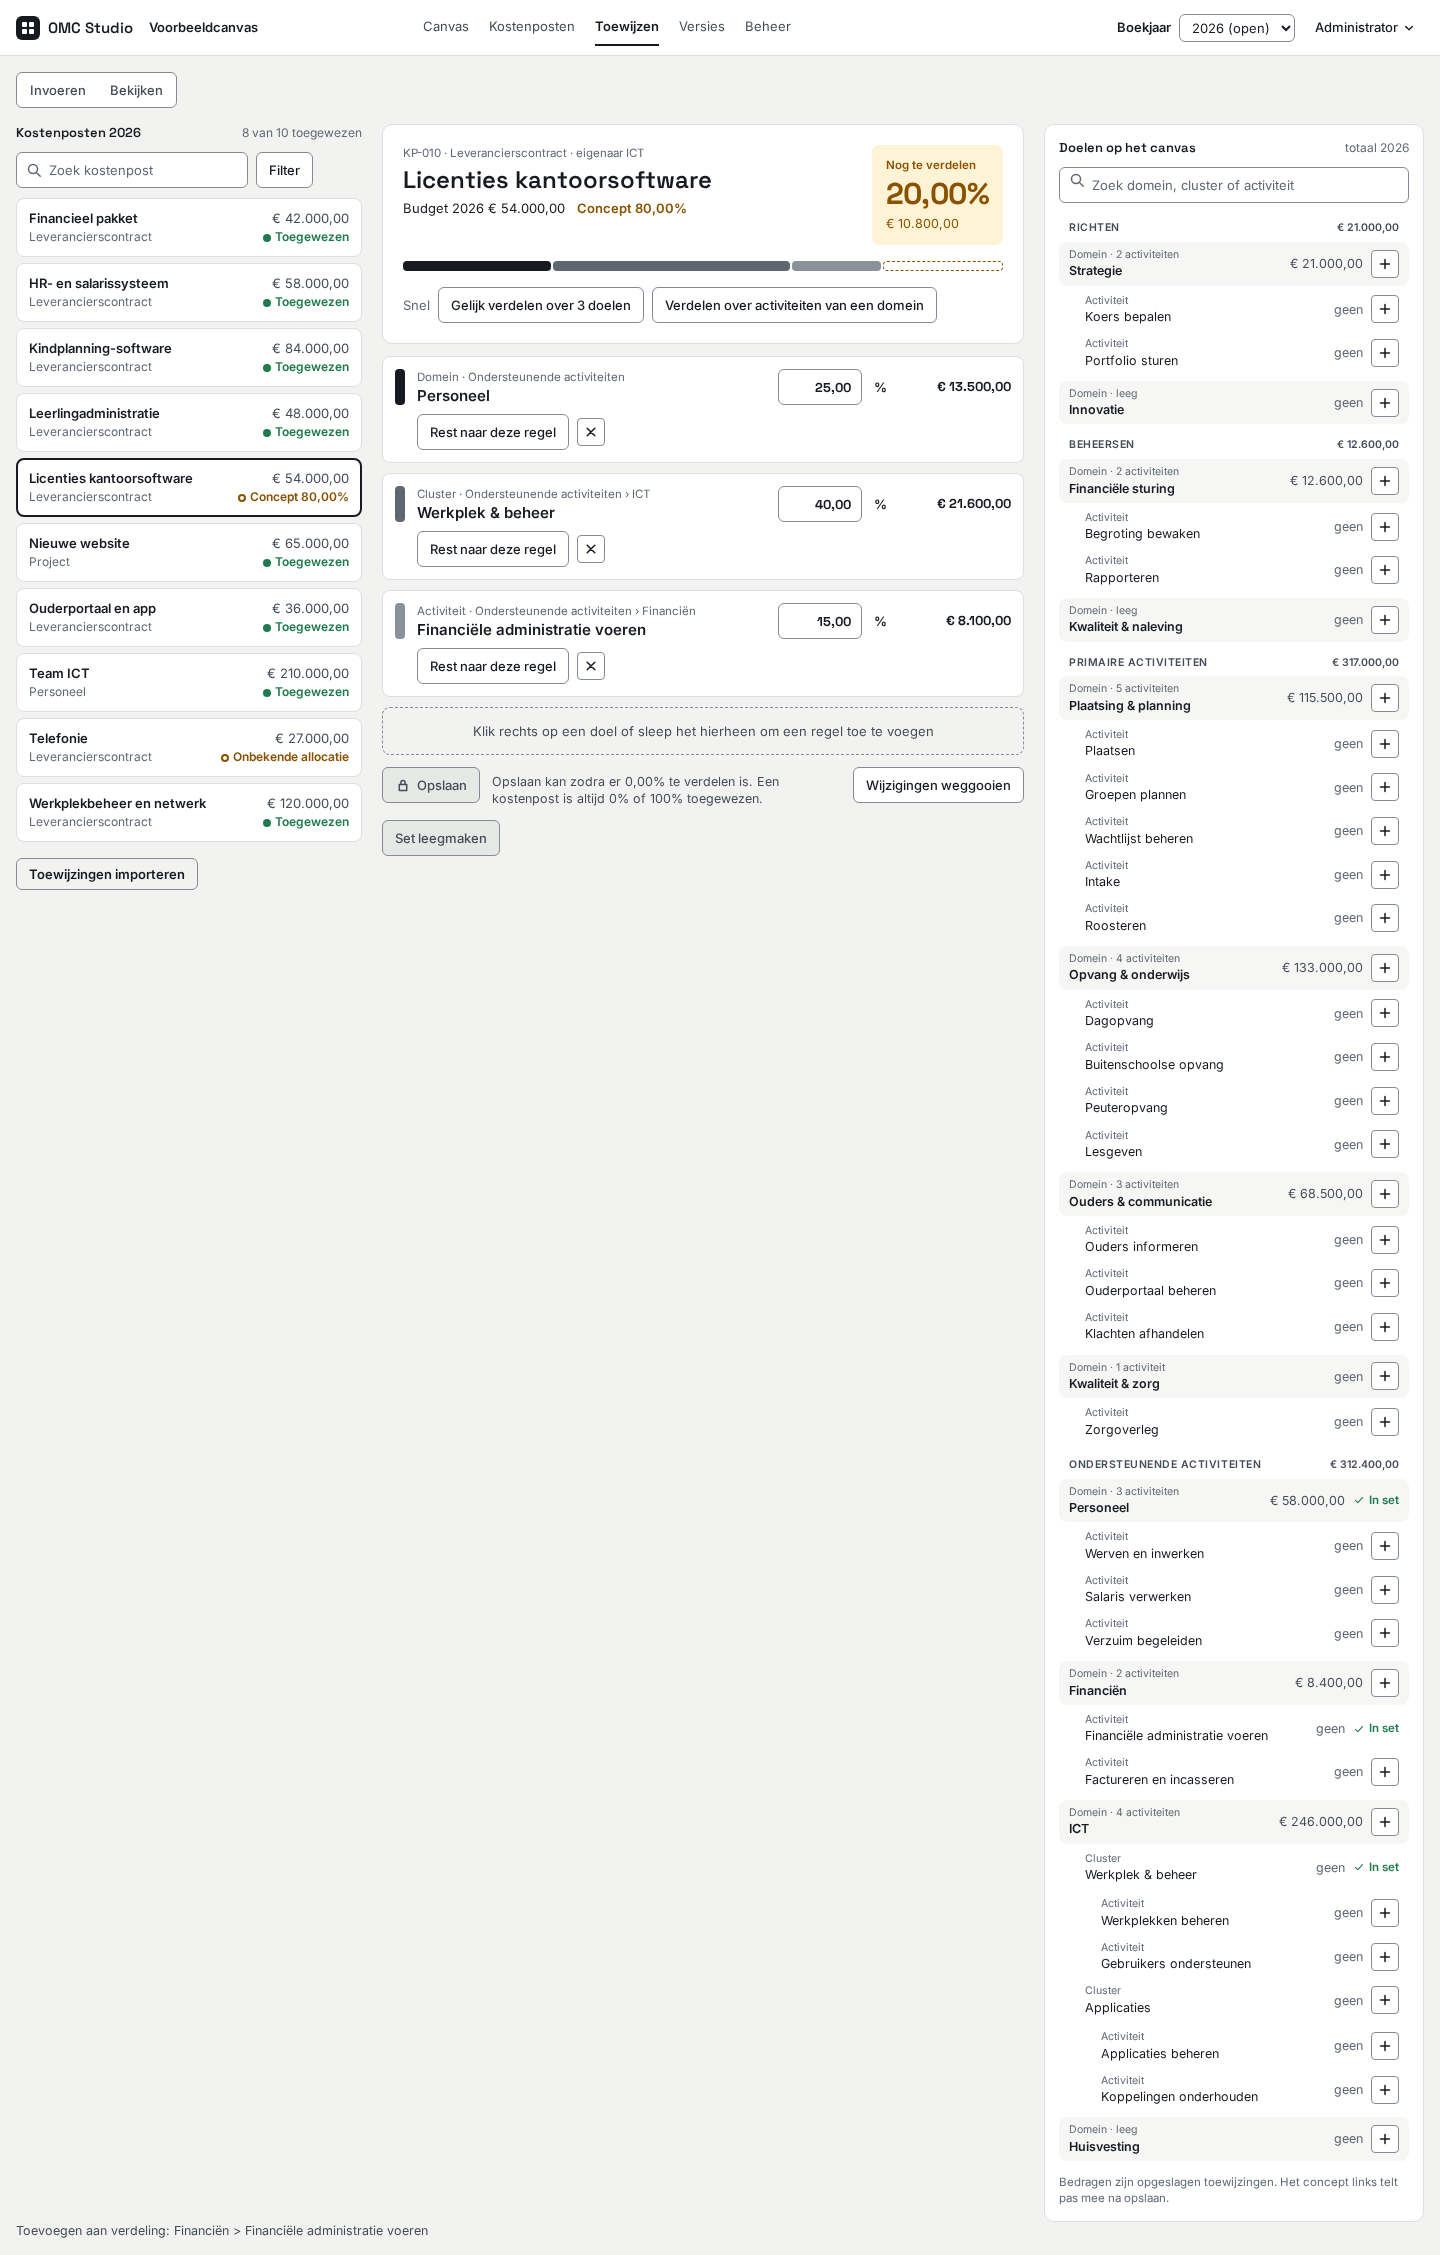 OMC Studio Voorbeeldcanvas Canvas Kostenposten Toewijzen Versies Beheer Boekjaar 2026 (open) Administrator
Invoeren Bekijken
Kostenposten 2026 8 van 10 toegewezen
Zoek kostenpost Filter
Financieel pakket € 42.000,00
Leverancierscontract Toegewezen
HR- en salarissysteem € 58.000,00
Leverancierscontract Toegewezen
Kindplanning-software € 84.000,00
Leverancierscontract Toegewezen
Leerlingadministratie € 48.000,00
Leverancierscontract Toegewezen
Licenties kantoorsoftware € 54.000,00
Leverancierscontract Concept 80,00%
Nieuwe website € 65.000,00
Project Toegewezen
Ouderportaal en app € 36.000,00
Leverancierscontract Toegewezen
Team ICT € 210.000,00
Personeel Toegewezen
Telefonie € 27.000,00
Leverancierscontract Onbekende allocatie
Werkplekbeheer en netwerk € 120.000,00
Leverancierscontract Toegewezen
Toewijzingen importeren
KP-010 · Leverancierscontract · eigenaar ICT
Licenties kantoorsoftware
Budget 2026 € 54.000,00 Concept 80,00%
Nog te verdelen
20,00%
€ 10.800,00
Snel Gelijk verdelen over 3 doelen Verdelen over activiteiten van een domein
Domein · Ondersteunende activiteiten
Personeel 25,00 % € 13.500,00
Rest naar deze regel
Cluster · Ondersteunende activiteiten › ICT
Werkplek & beheer 40,00 % € 21.600,00
Rest naar deze regel
Activiteit · Ondersteunende activiteiten › Financiën
Financiële administratie voeren 15,00 % € 8.100,00
Rest naar deze regel
Klik rechts op een doel of sleep het hierheen om een regel toe te voegen
Opslaan Opslaan kan zodra er 0,00% te verdelen is. Een
kostenpost is altijd 0% of 100% toegewezen. Wijzigingen weggooien
Set leegmaken
Doelen op het canvas totaal 2026
Zoek domein, cluster of activiteit
RICHTEN € 21.000,00
Domein · 2 activiteiten
Strategie € 21.000,00
Activiteit
Koers bepalen geen
Activiteit
Portfolio sturen geen
Domein · leeg
Innovatie geen
BEHEERSEN € 12.600,00
Domein · 2 activiteiten
Financiële sturing € 12.600,00
Activiteit
Begroting bewaken geen
Activiteit
Rapporteren geen
Domein · leeg
Kwaliteit & naleving geen
PRIMAIRE ACTIVITEITEN € 317.000,00
Domein · 5 activiteiten
Plaatsing & planning € 115.500,00
Activiteit
Plaatsen geen
Activiteit
Groepen plannen geen
Activiteit
Wachtlijst beheren geen
Activiteit
Intake geen
Activiteit
Roosteren geen
Domein · 4 activiteiten
Opvang & onderwijs € 133.000,00
Activiteit
Dagopvang geen
Activiteit
Buitenschoolse opvang geen
Activiteit
Peuteropvang geen
Activiteit
Lesgeven geen
Domein · 3 activiteiten
Ouders & communicatie € 68.500,00
Activiteit
Ouders informeren geen
Activiteit
Ouderportaal beheren geen
Activiteit
Klachten afhandelen geen
Domein · 1 activiteit
Kwaliteit & zorg geen
Activiteit
Zorgoverleg geen
ONDERSTEUNENDE ACTIVITEITEN € 312.400,00
Domein · 3 activiteiten
Personeel € 58.000,00 In set
Activiteit
Werven en inwerken geen
Activiteit
Salaris verwerken geen
Activiteit
Verzuim begeleiden geen
Domein · 2 activiteiten
Financiën € 8.400,00
Activiteit
Financiële administratie voeren geen In set
Activiteit
Factureren en incasseren geen
Domein · 4 activiteiten
ICT € 246.000,00
Cluster
Werkplek & beheer geen In set
Activiteit
Werkplekken beheren geen
Activiteit
Gebruikers ondersteunen geen
Cluster
Applicaties geen
Activiteit
Applicaties beheren geen
Activiteit
Koppelingen onderhouden geen
Domein · leeg
Huisvesting geen
Bedragen zijn opgeslagen toewijzingen. Het concept links telt
pas mee na opslaan.
Toevoegen aan verdeling: Financiën > Financiële administratie voeren